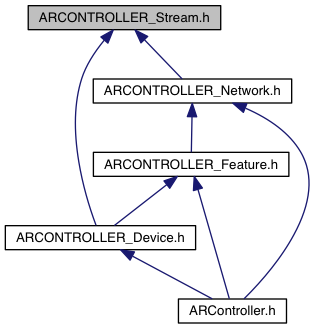 ARCONTROLLER_Stream.h
ARCONTROLLER_Network.h
ARCONTROLLER_Feature.h
ARCONTROLLER_Device.h
ARController.h